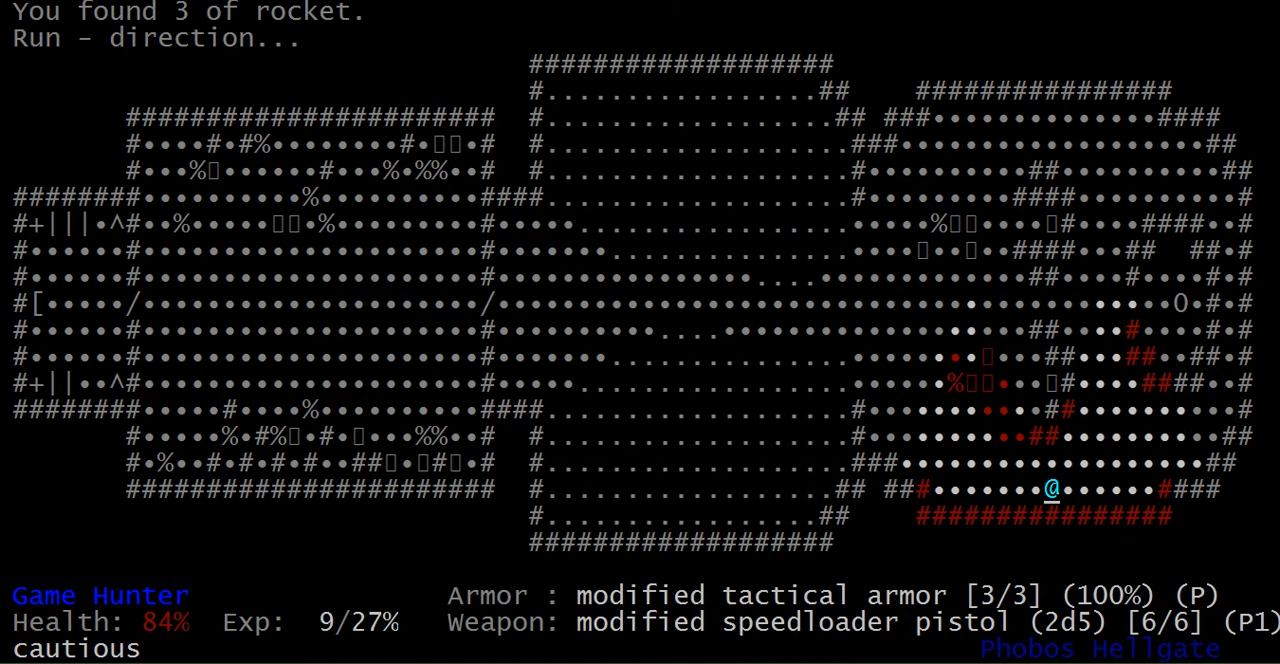 You found 3 of rocket.
Run - direction...
Game Hunter
Armor : modified tactical armor [3/3] (100%) (P)
Health: 84% Exp: 9/27% Weapon: modified speedloader pistol (2d5) [6/6] (P1)
cautious
Phobos Hellgate